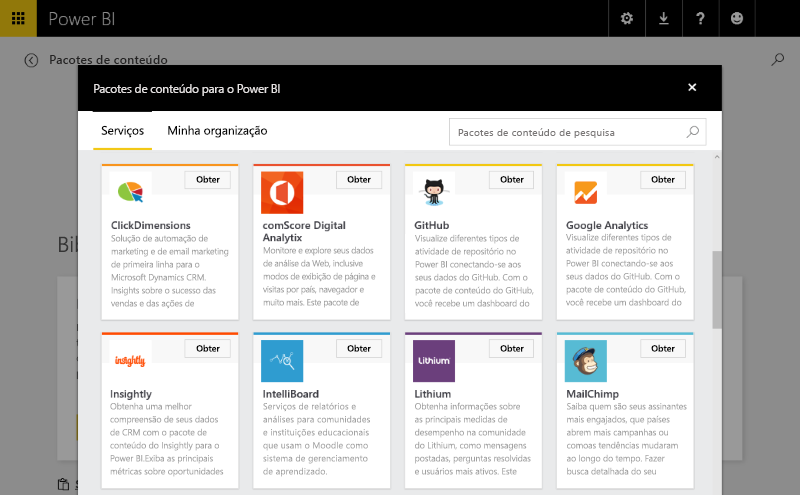 Power BI
?
Pacotes de conteúdo
Pacotes de conteúdo para o Power BI
Serviços
Minha organização
Pacotes de conteúdo de pesquisa
Obter
ClickDimensions
Solução de automação de
marketing e de email marketing
de primeira linha para o
Microsoft Dynamics CRM.
Insights sobre o sucesso das
vendas e das ações de
Obter
comScore Digital
Analytix
Monitore e explore seus dados
de análise da Web, inclusive
modos de exibição de página e
visitas por país, navegador e
muito mais. Este pacote de
Obter
GitHub
Visualize diferentes tipos de
atividade de repositório no
Power BI conectando-se aos
seus dados do GitHub. Com o
pacote de conteúdo do GitHub,
você recebe um dashboard do
Obter
Google Analytics
Visualize diferentes tipos de
atividade de repositório no
Power BI conectando-se aos
seus dados do GitHub. Com o
pacote de conteúdo do GitHub,
você recebe um dashboard do
insightly
Obter
Insightly
Obtenha uma melhor
compreensão de seus dados
de CRM com o pacote de
conteúdo do Insightly para o
Power BI.Exiba as principais
métricas sobre oportunidades
Obter
IntelliBoard
Serviços de relatórios e
análises para comunidades
e instituições educacionais
que usam o Moodle como
sistema de gerenciamento
de aprendizado.
Lithium
Obter
Lithium
Obtenha informações sobre
as principais medidas de
desempenho na comunidade
do Lithium, como mensagens
postadas, perguntas resolvidas
e usuários mais ativos. Este
Obter
MailChimp
Saiba quem são seus assinantes
mais engajados, que países
abrem mais campanhas ou
comoas tendências mudaram
ao longo do tempo. Fazer
busca detalhada do seu
Bib